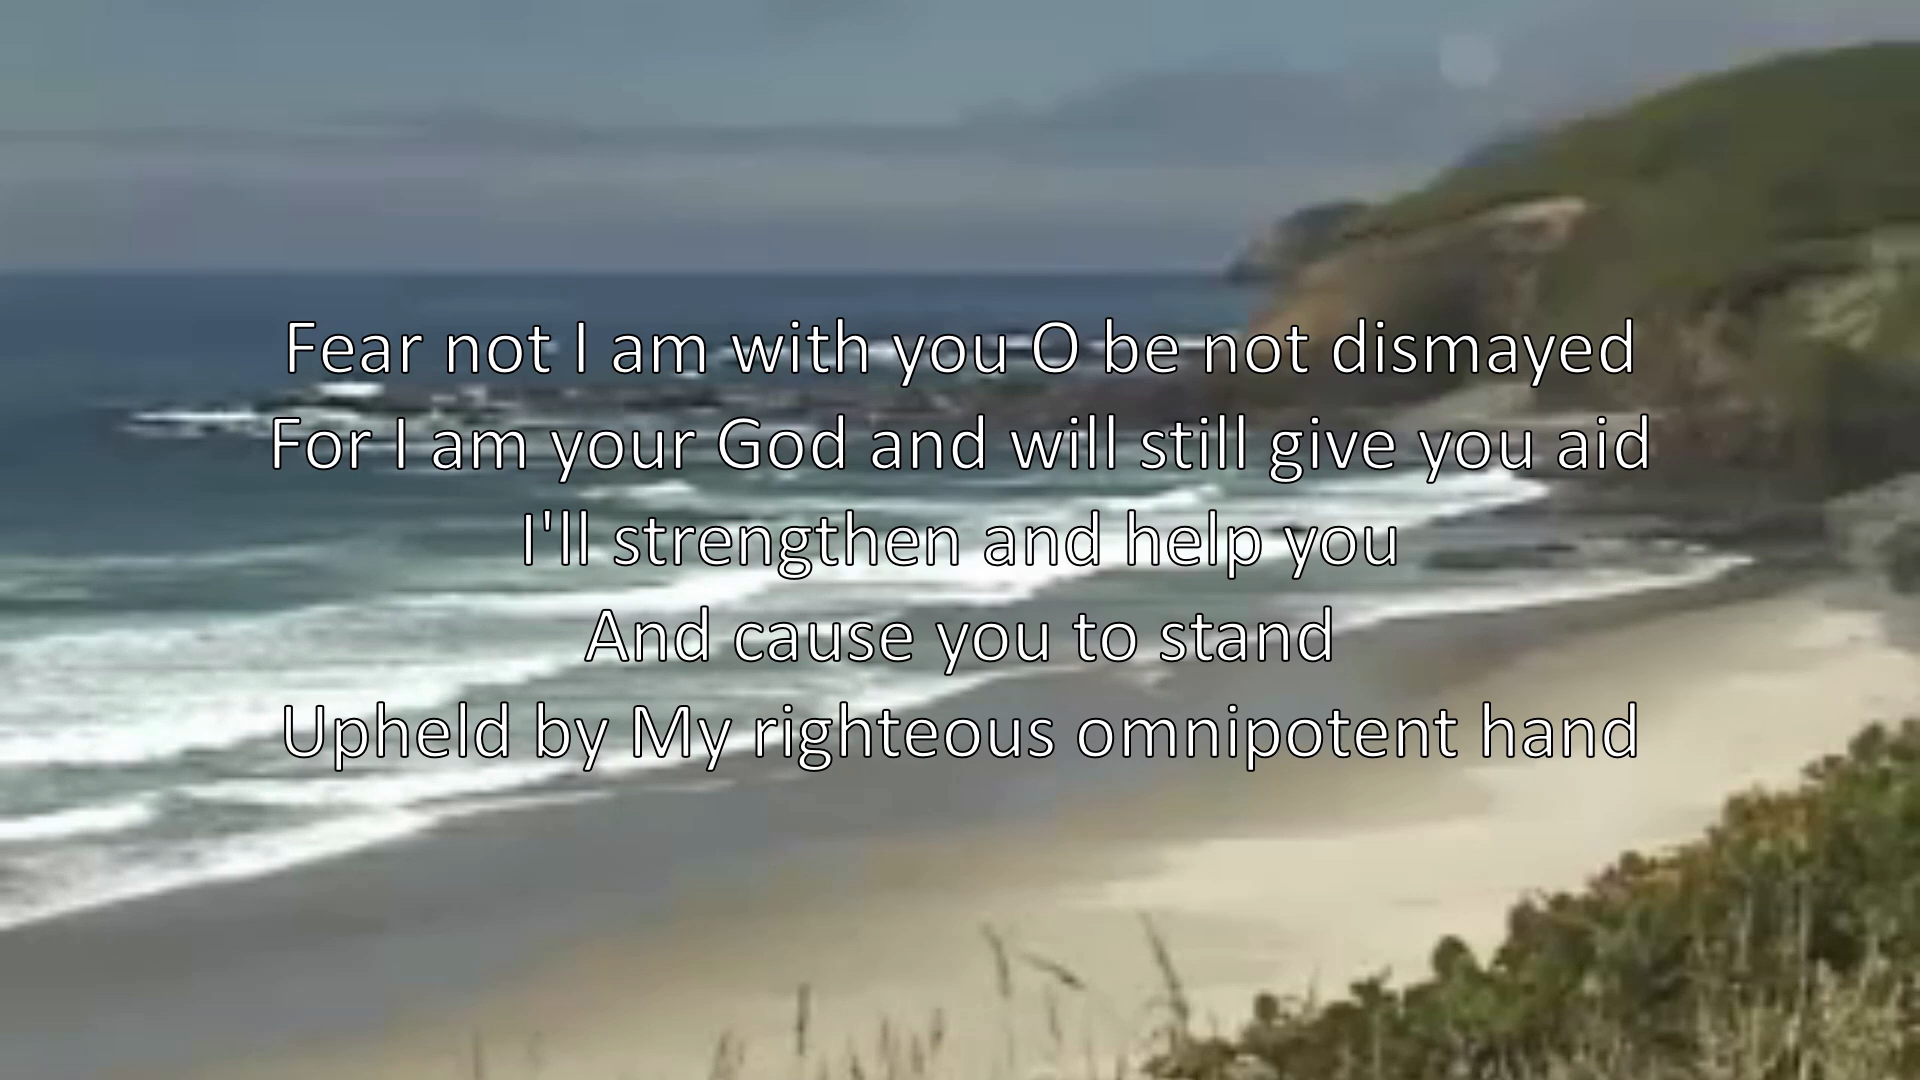 Fear not I am with you O be not dismayed
For I am your God and will still give you aid
I'll strengthen and help you
And cause you to stand
Upheld by My righteous omnipotent hand